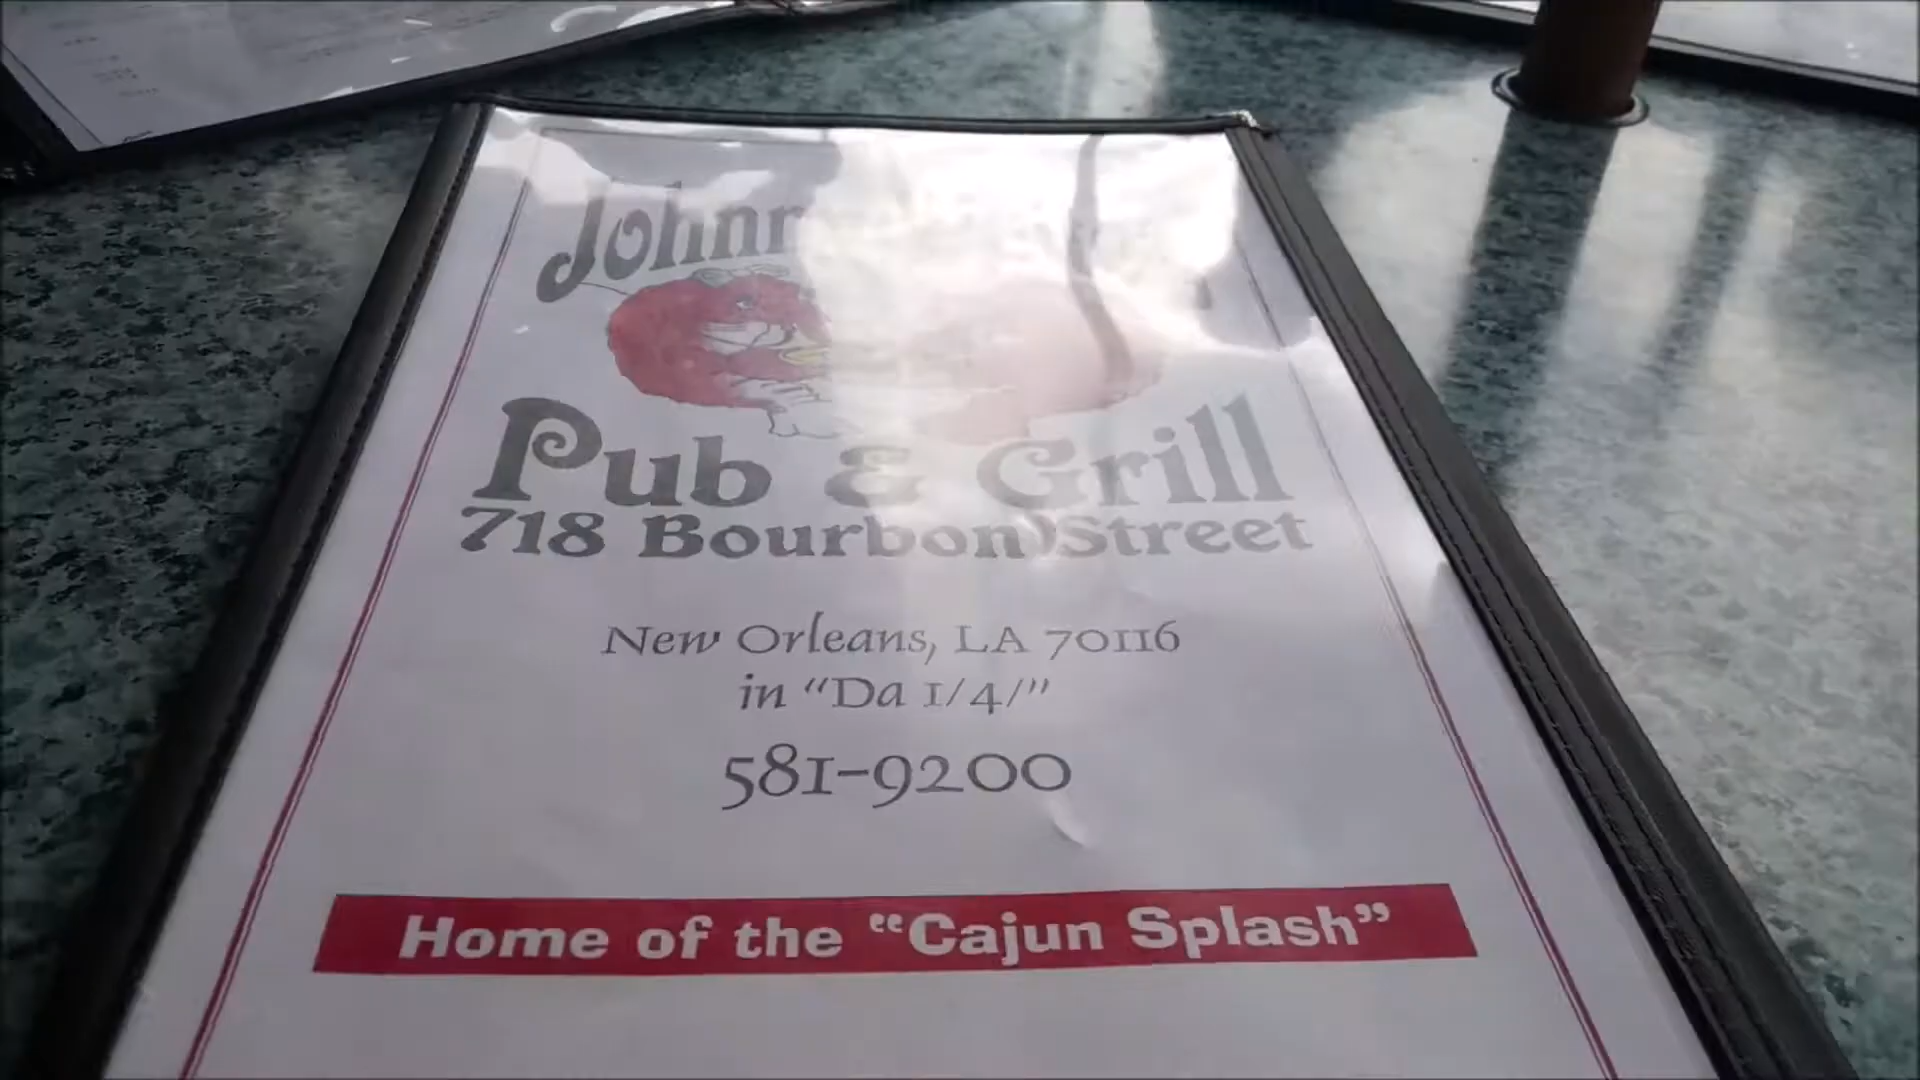 Pub & Grill
718 Bourbon Street
New Orleans, LA 70116
in “Da 1/4/”
581-9200
Home of the “Cajun Splash”